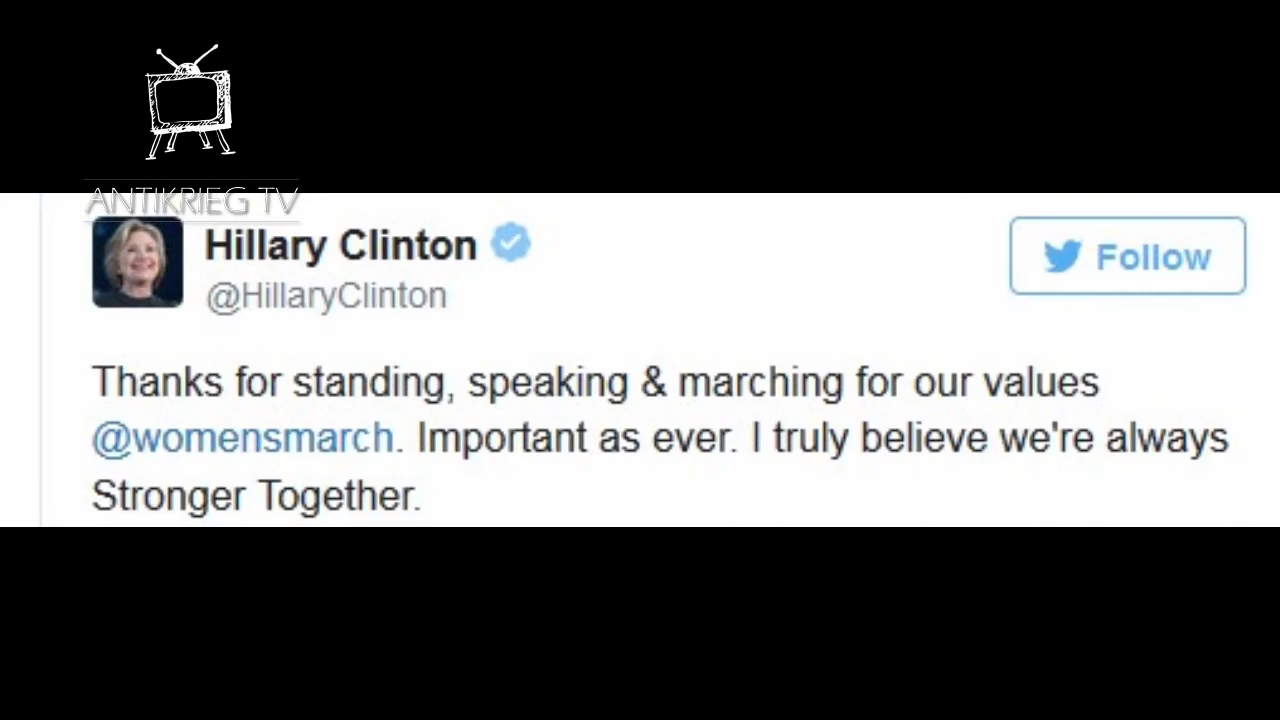 ANTIKRIEG TV
Hillary Clinton
@HillaryClinton
Follow
Thanks for standing, speaking & marching for our values
@womensmarch. Important as ever. I truly believe we're always
Stronger Together.